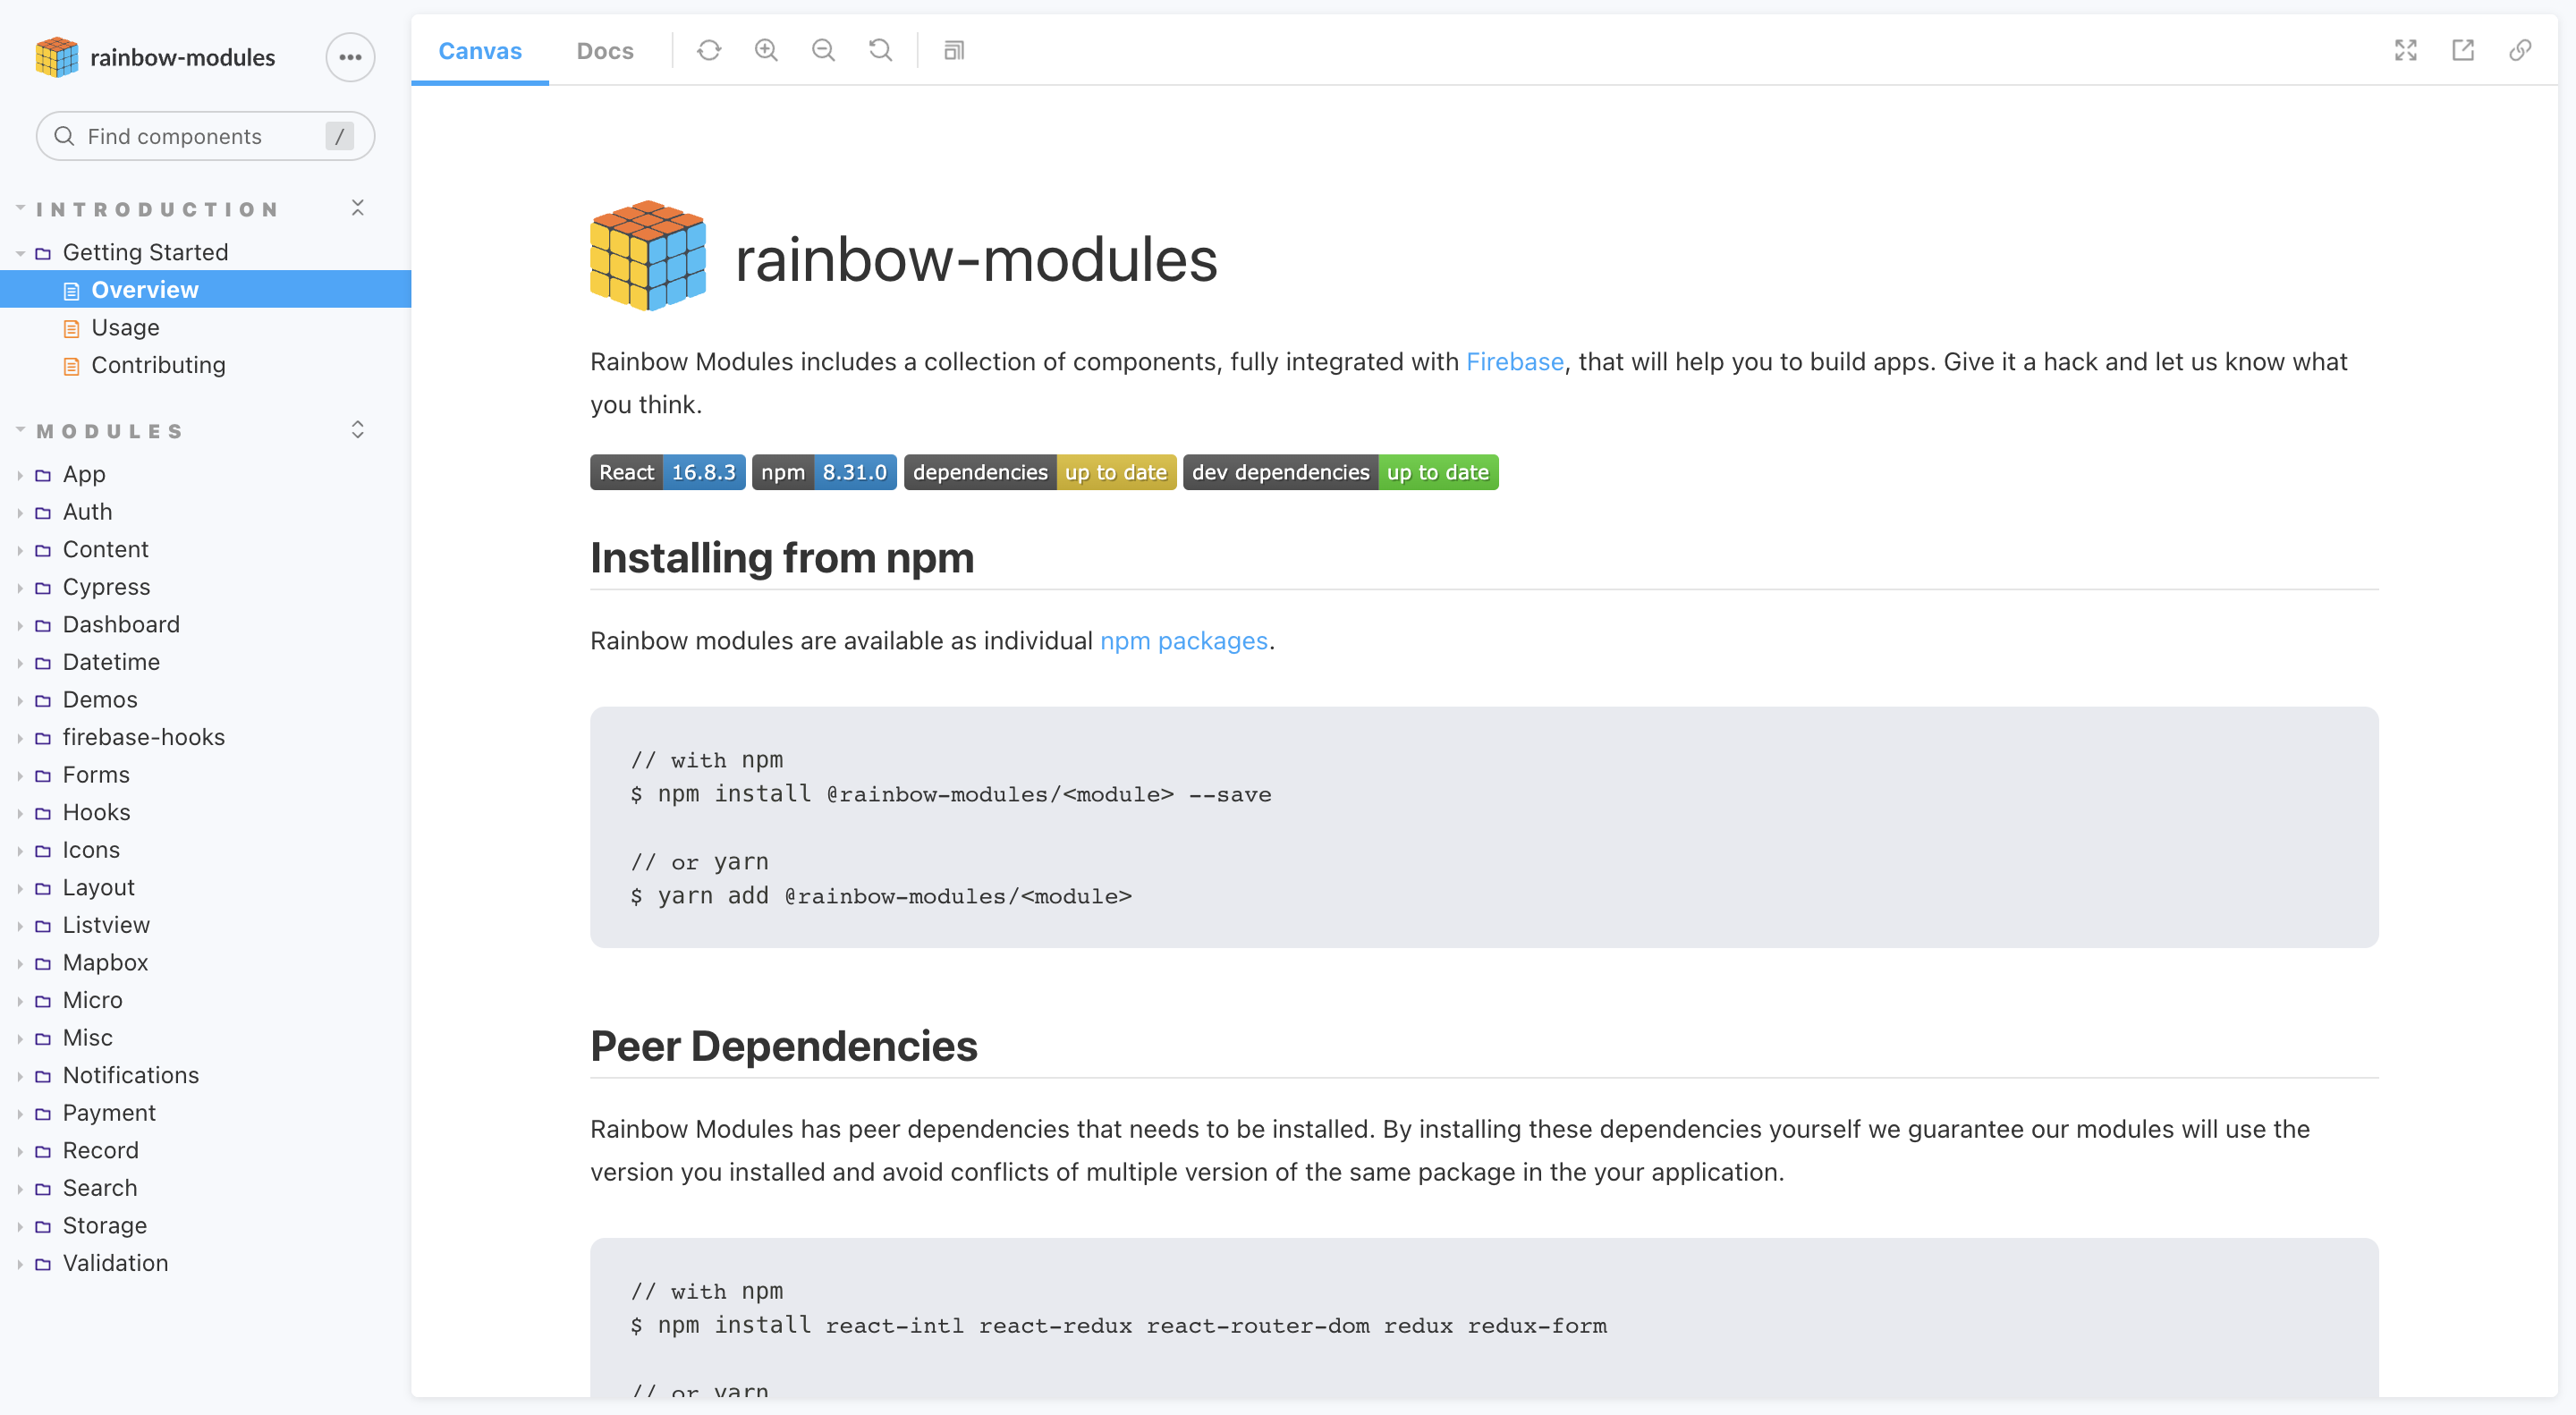 rainbow-modules
Find components /
INTRODUCTION
Getting Started
Overview
Usage
Contributing
MODULES
App
Auth
Content
Cypress
Dashboard
Datetime
Demos
firebase-hooks
Forms
Hooks
Icons
Layout
Listview
Mapbox
Micro
Misc
Notifications
Payment
Record
Search
Storage
Validation
Canvas Docs
rainbow-modules
Rainbow Modules includes a collection of components, fully integrated with Firebase, that will help you to build apps. Give it a hack and let us know what
you think.
React 16.8.3 npm 8.31.0 dependencies up to date dev dependencies up to date
Installing from npm
Rainbow modules are available as individual npm packages.
// with npm
$ npm install @rainbow-modules/<module> --save
// or yarn
$ yarn add @rainbow-modules/<module>
Peer Dependencies
Rainbow Modules has peer dependencies that needs to be installed. By installing these dependencies yourself we guarantee our modules will use the
version you installed and avoid conflicts of multiple version of the same package in the your application.
// with npm
$ npm install react-intl react-redux react-router-dom redux redux-form
// or yarn